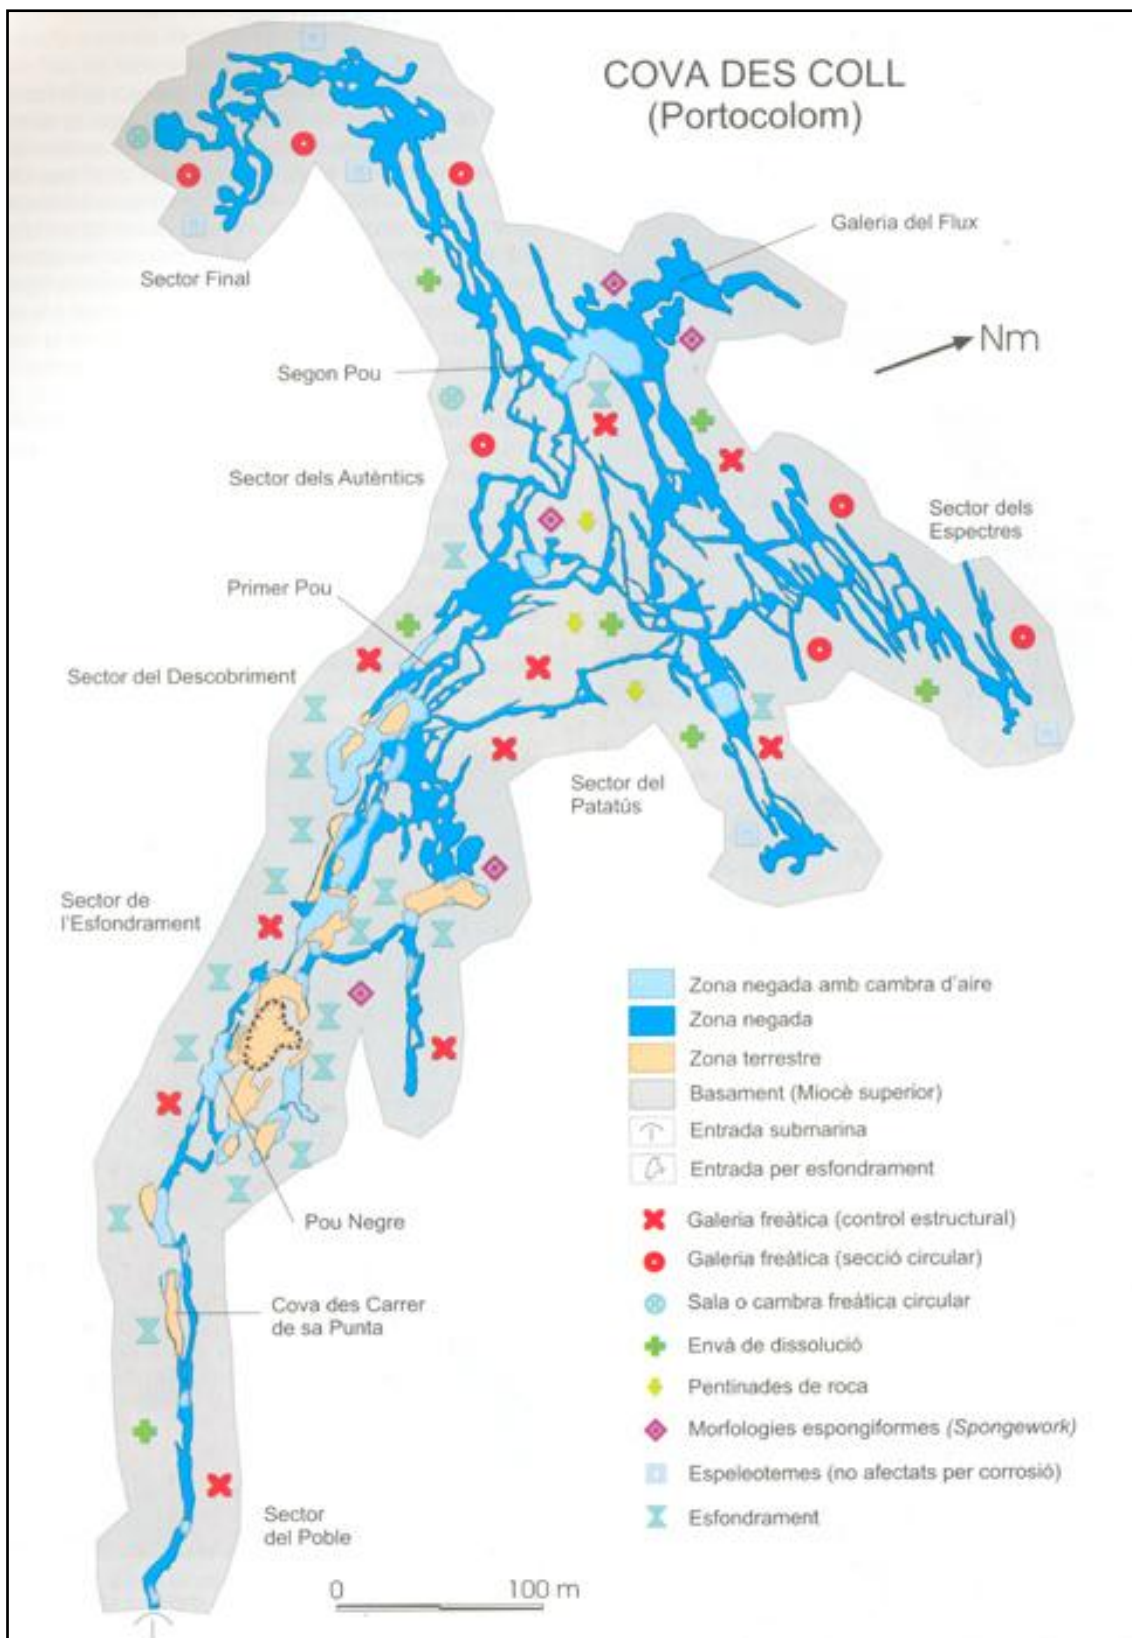 COVA DES COLL
(Portocolom)
Galeria del Flux
Sector Final
Nm
Segon Pou
Sector dels Autèntics
Sector dels
Espectres
Primer Pou
Sector del Descobriment
Sector del
Patatús
Sector de
l'Esfondrament
Zona negada amb cambra d'aire
Zona negada
Zona terrestre
Basament (Miocè superior)
Entrada submarina
Entrada per esfondrament
Pou Negre
Galeria freàtica (control estructural)
Galeria freàtica (secció circular)
Cova des Carrer
de sa Punta
Sala o cambra freàtica circular
Envà de dissolució
Pentinades de roca
Morfologies espongiformes (Spongework)
Espeleotemes (no afectats per corrosió)
Sector
del Poble
Esfondrament
0 100 m